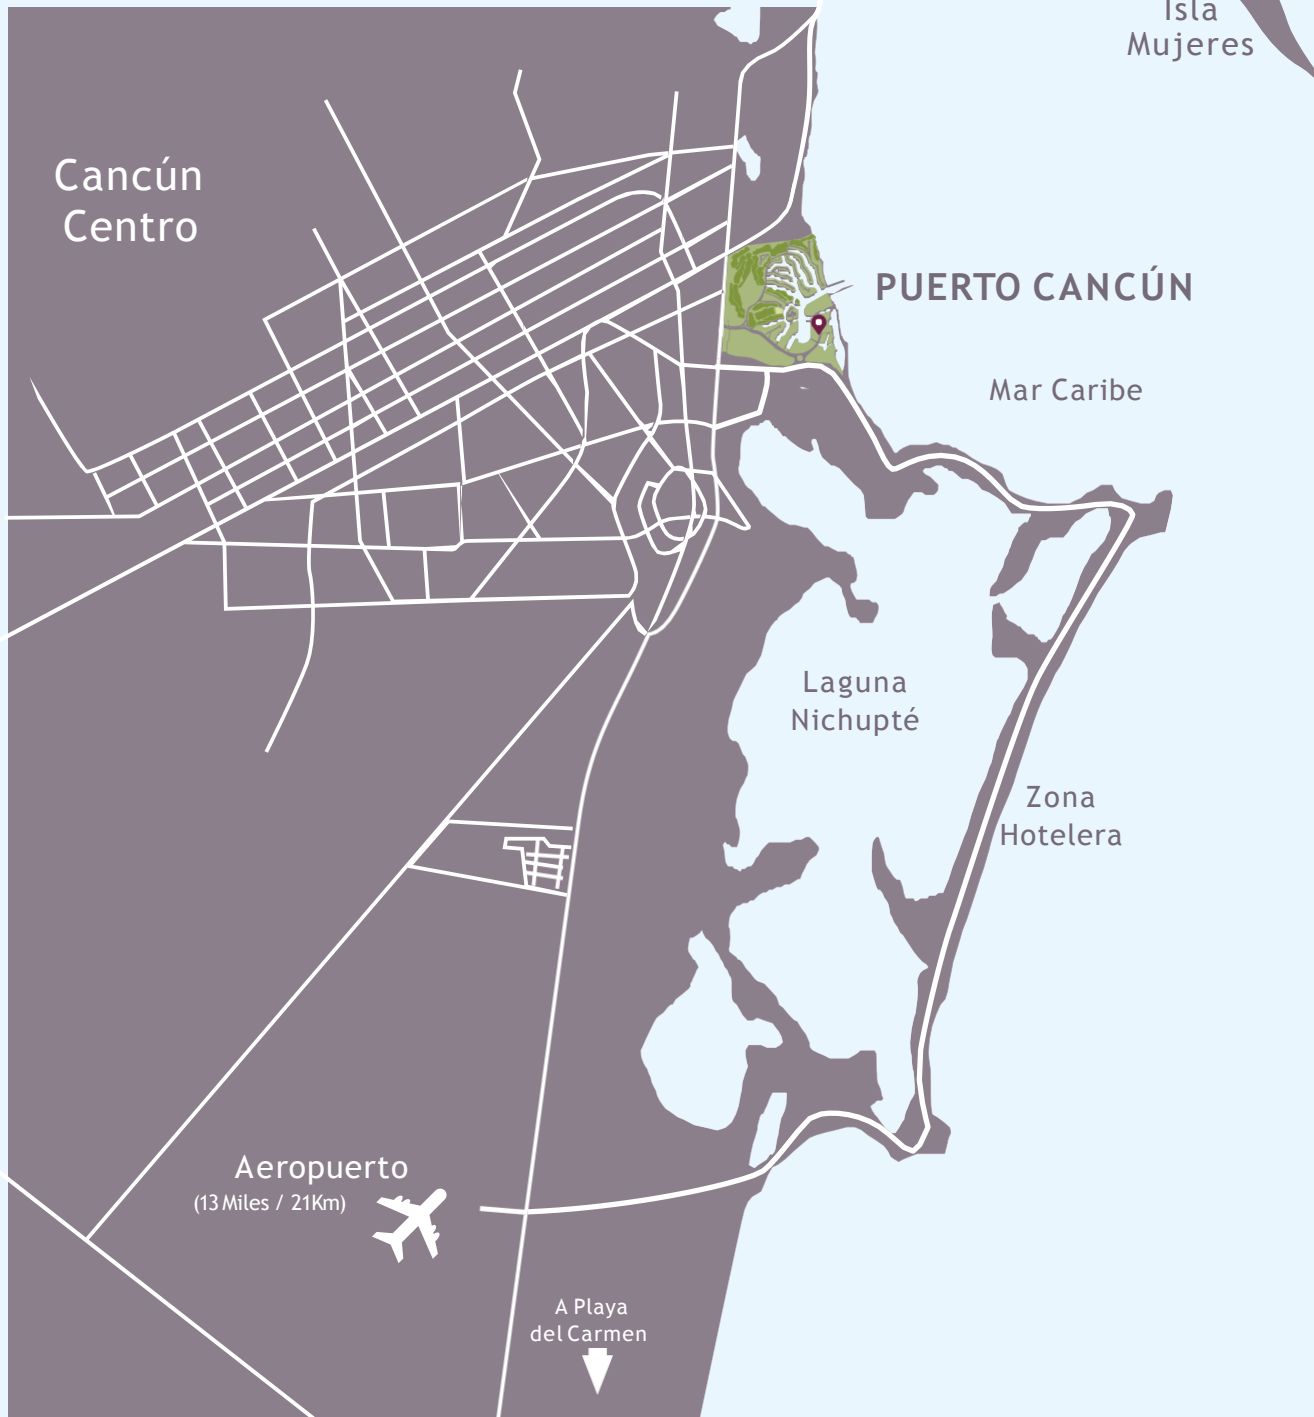 Isla
Mujeres
Cancún
Centro
PUERTO CANCÚN
Mar Caribe
Laguna
Nichupté
Zona
Hotelera
Aeropuerto
(13 Miles / 21Km)
A Playa
del Carmen